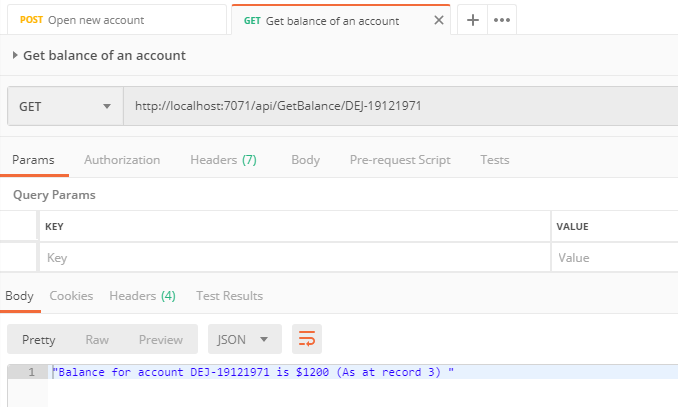 POST Open new account GET Get balance of an account
Get balance of an account
GET http://localhost:7071/api/GetBalance/DEJ-19121971
Params Authorization Headers (7) Body Pre-request Script Tests
Query Params
KEY VALUE
Key Value
Body Cookies Headers (4) Test Results
Pretty Raw Preview JSON
1 "Balance for account DEJ-19121971 is $1200 (As at record 3) "